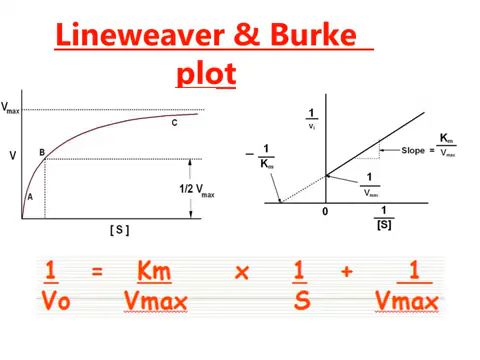 Lineweaver & Burke
plot
Vmax
V
A
B
C
1/2 Vmax
[ S ]
1
vi
- 1
Km
Slope = Km
Vmax
1
Vmax
0
1
[S]
1 = Km x 1 + 1
Vo Vmax S Vmax